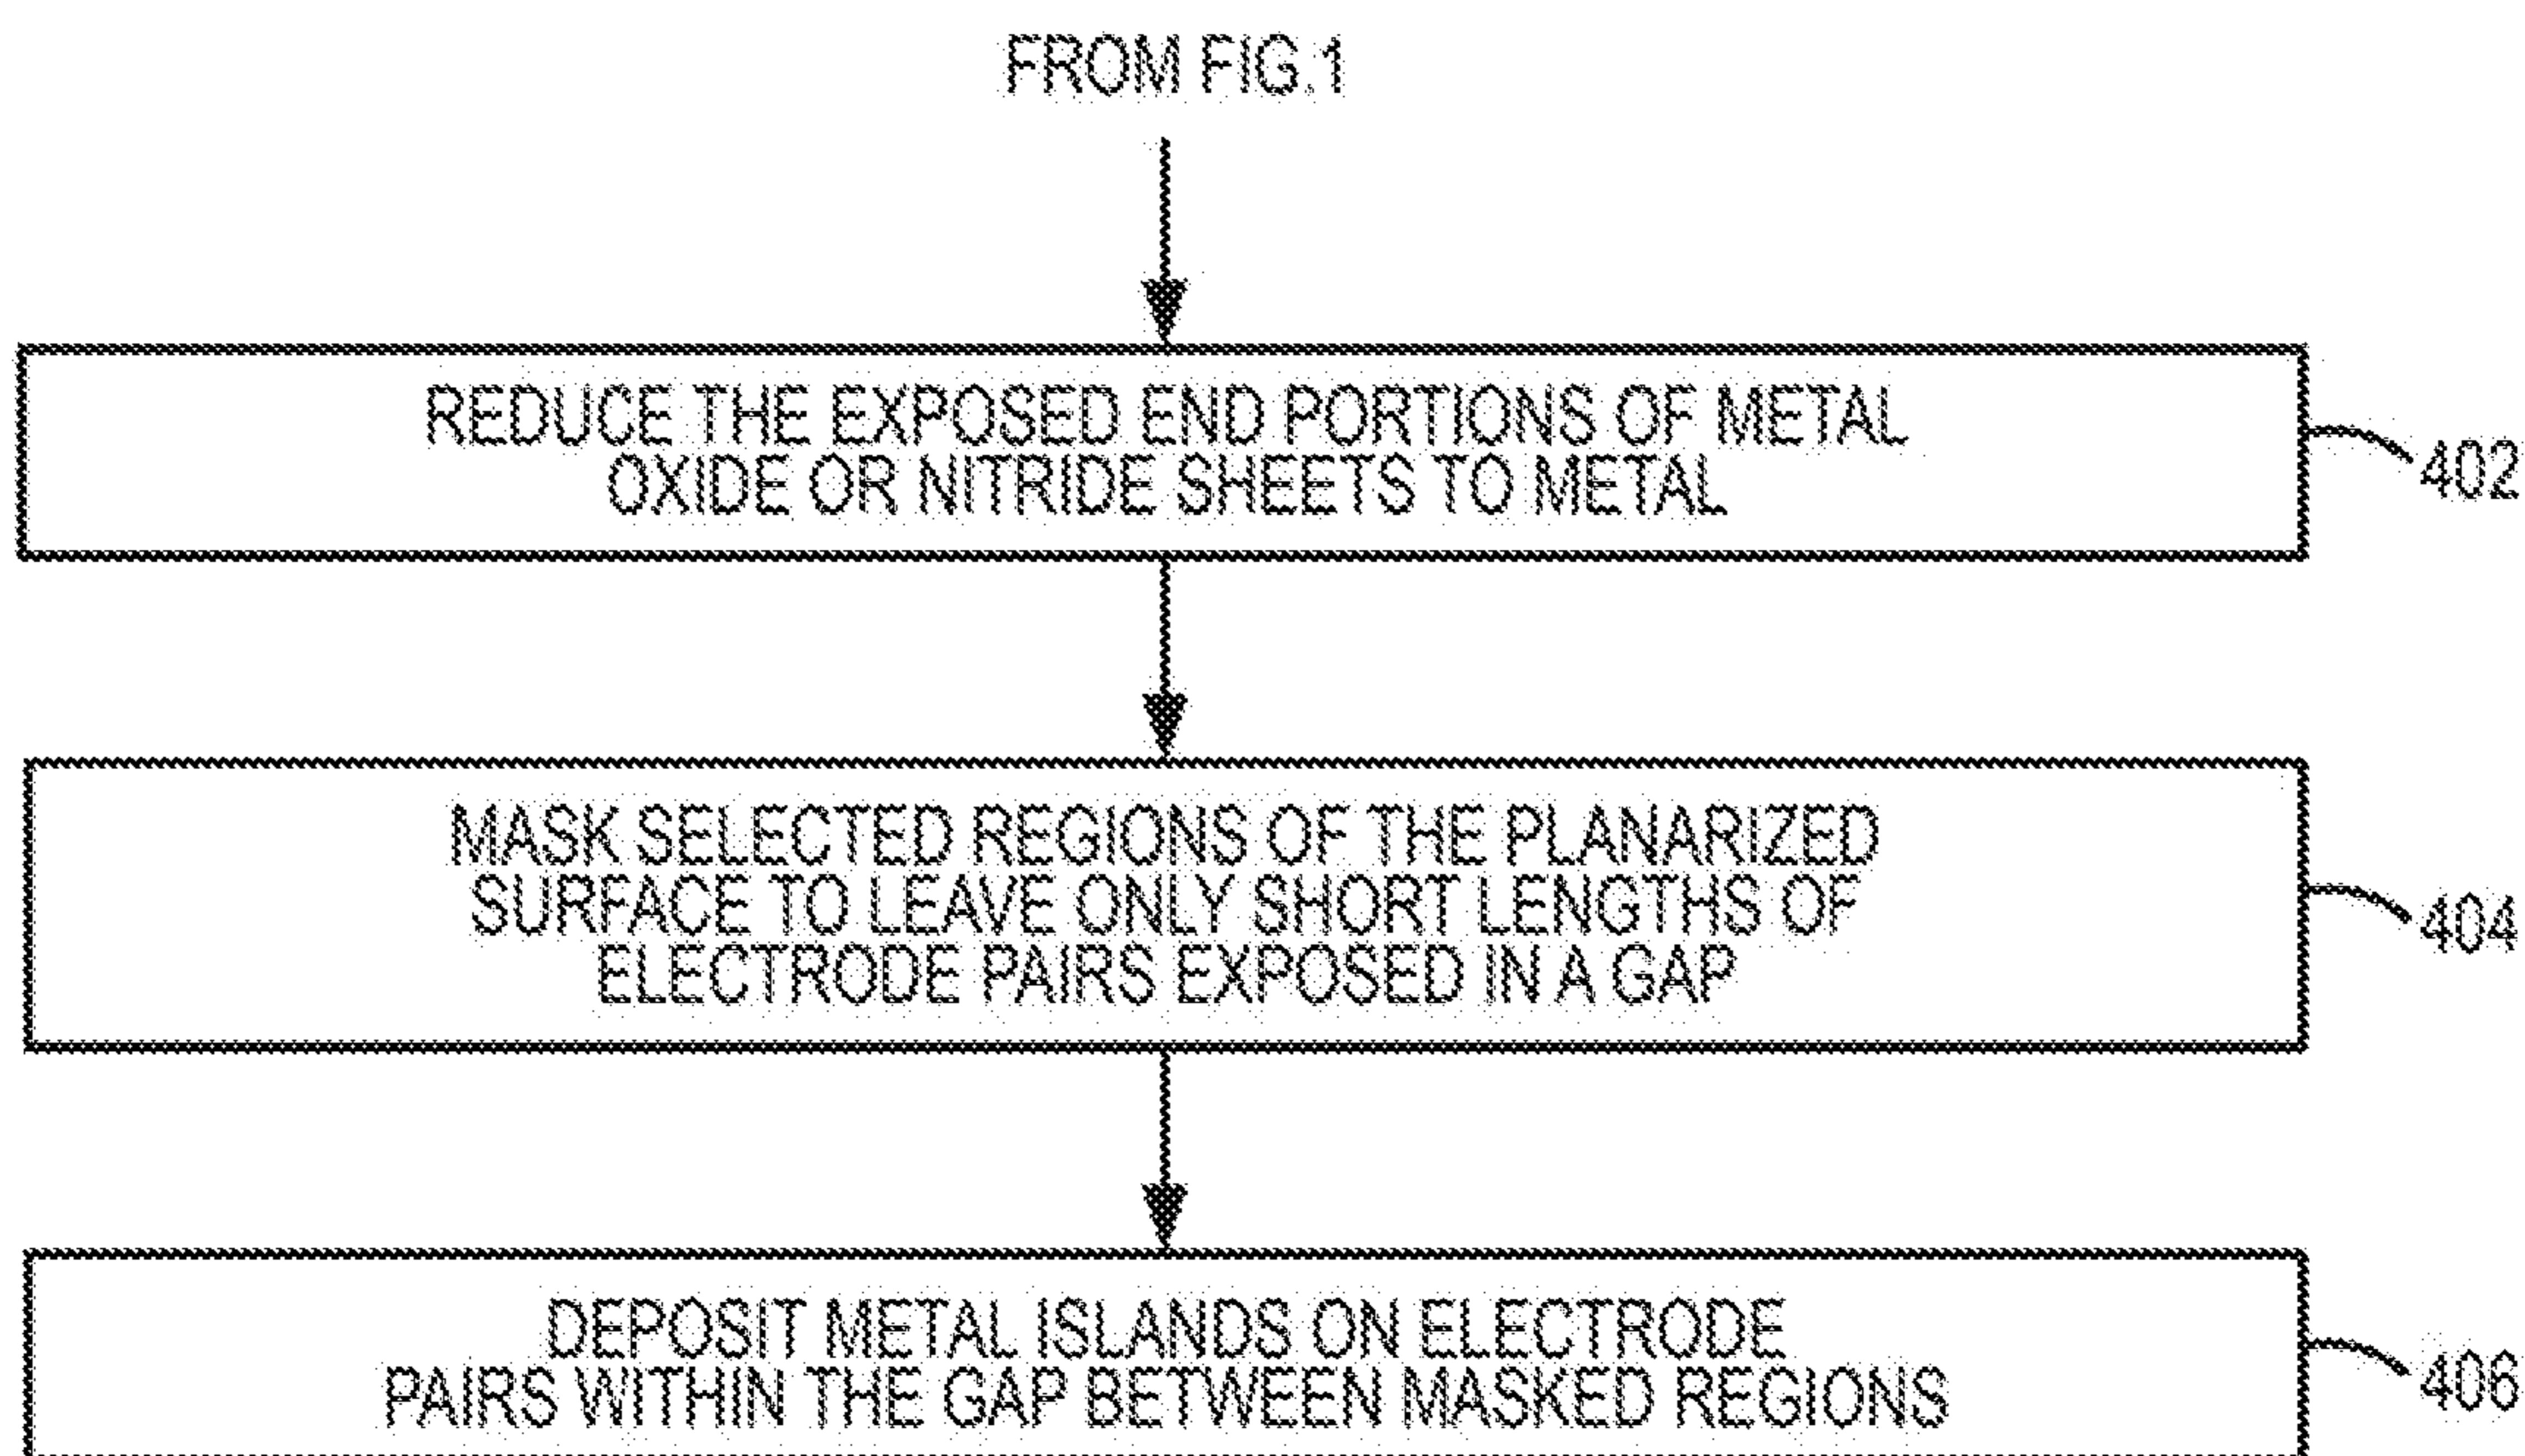 FROM FIG.1
REDUCE THE EXPOSED END PORTIONS OF METAL
OXIDE OR NITRIDE SHEETS TO METAL
402
MASK SELECTED REGIONS OF THE PLANARIZED
SURFACE TO LEAVE ONLY SHORT LENGTHS OF
ELECTRODE PAIRS EXPOSED IN A GAP
404
DEPOSIT METAL ISLANDS ON ELECTRODE
PAIRS WITHIN THE GAP BETWEEN MASKED REGIONS
406